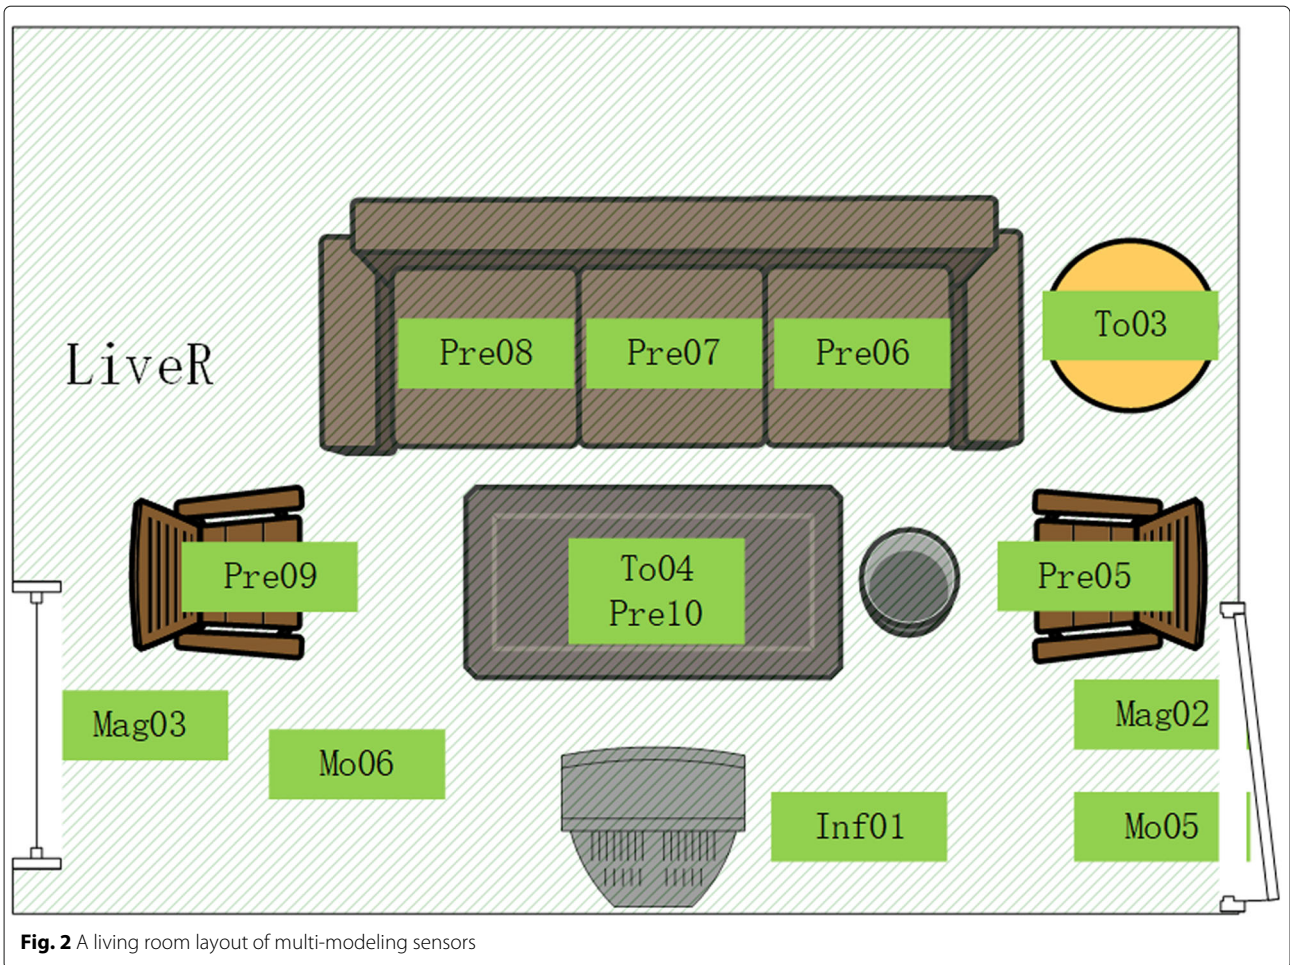 To03
Pre08
Pre07
Pre06
LiveR
Pre09
To04
Pre10
Pre05
Mag03
Mag02
Mo06
Inf01
Mo05
Fig. 2 A living room layout of multi-modeling sensors